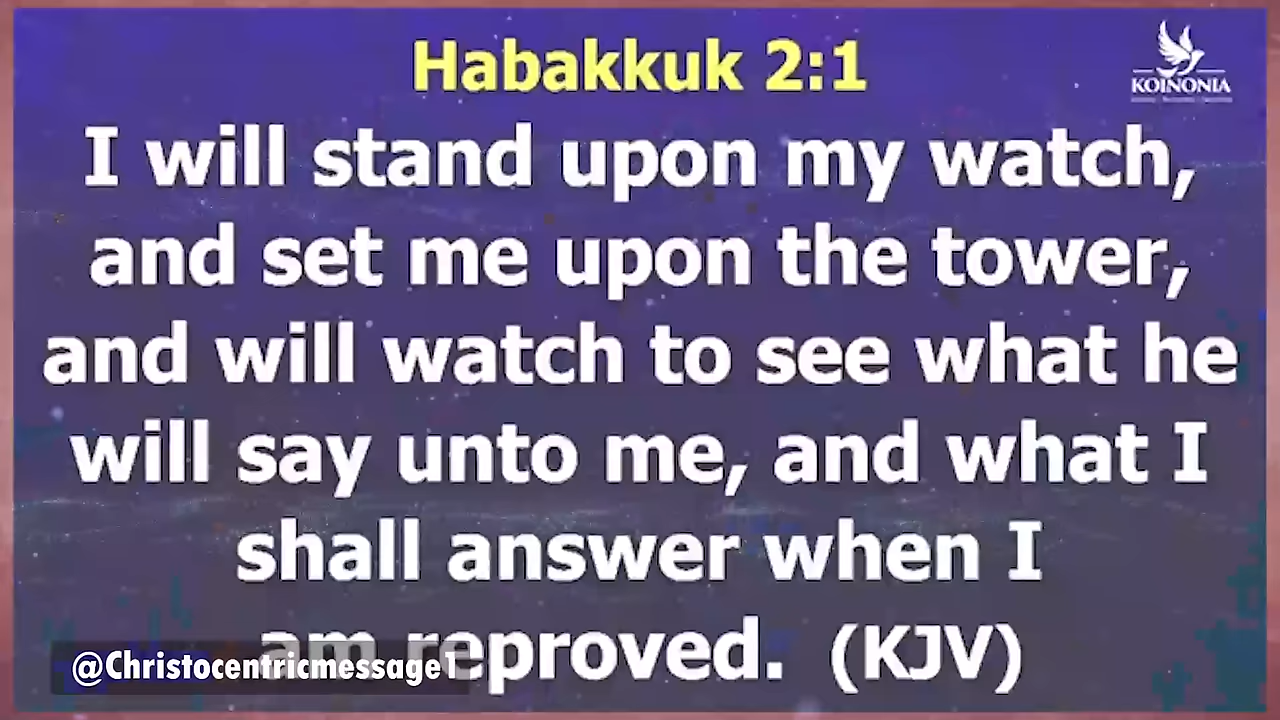 Habakkuk 2:1
KOINONIA
I will stand upon my watch,
and set me upon the tower,
and will watch to see what he
will say unto me, and what I
shall answer when I
am reproved. (KJV)
@Christocentricmessage1